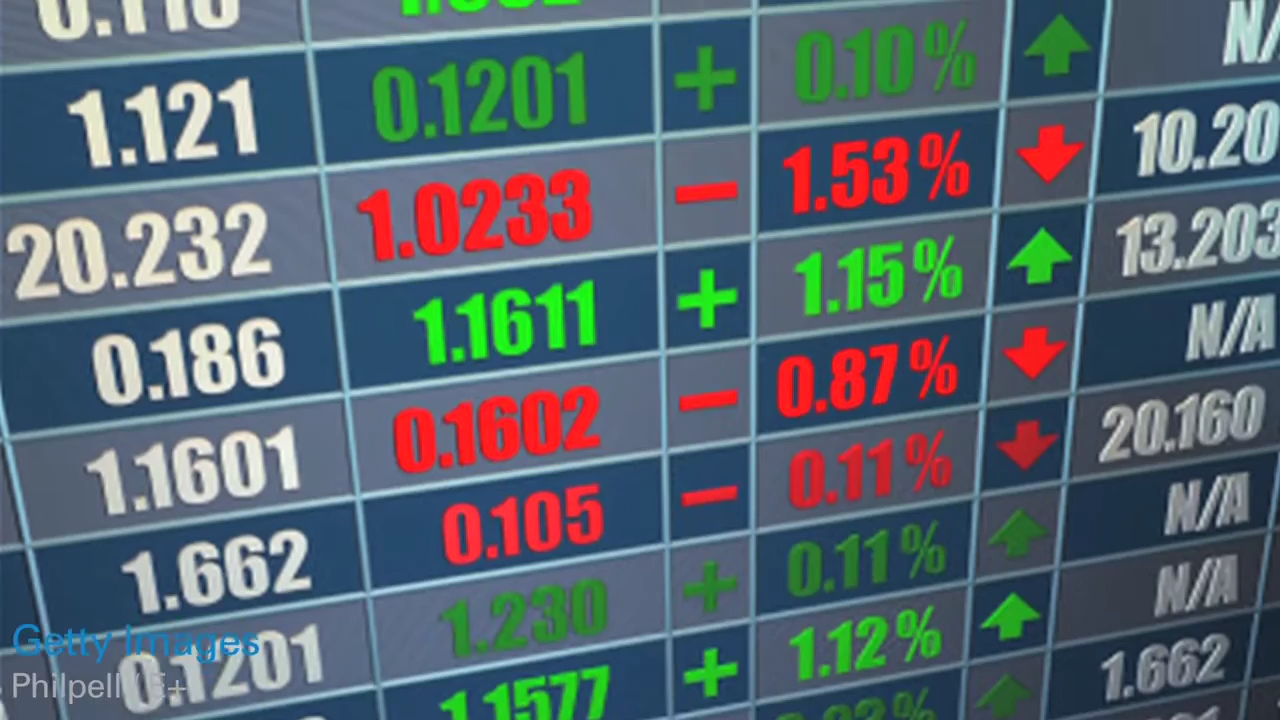 1.121 0.1201 + 0.10% N/A
20.232 1.0233 − 1.53% 10.20
0.186 1.1611 + 1.15% 13.203
1.1601 0.1602 − 0.87% N/A
1.662 0.105 − 0.11% 20.160
0.1201 1.230 + 0.11% N/A
1.1577 + 1.12% N/A
1.662
Getty Images
Philpell / E+